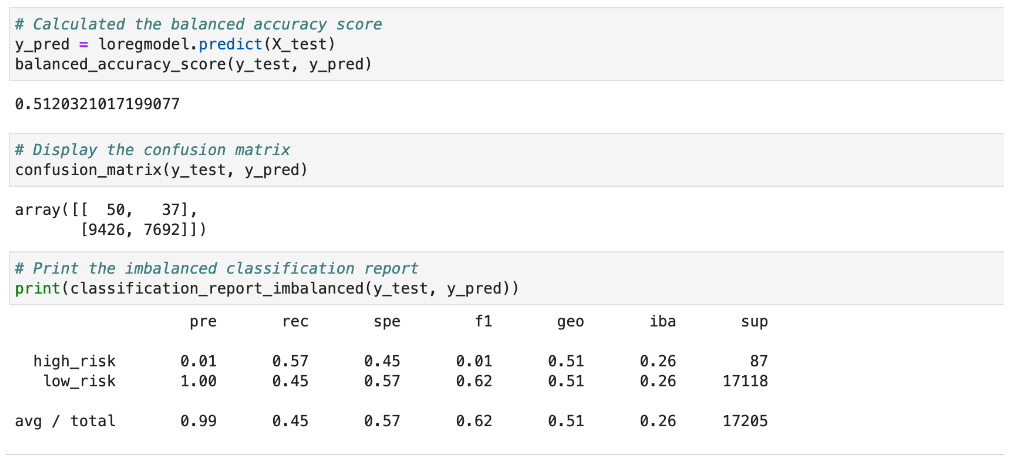 # Calculated the balanced accuracy score
y_pred = loregmodel.predict(X_test)
balanced_accuracy_score(y_test, y_pred)
0.5120321017199077
# Display the confusion matrix
confusion_matrix(y_test, y_pred)
array([[  50,   37],
       [9426, 7692]])
# Print the imbalanced classification report
print(classification_report_imbalanced(y_test, y_pred))
pre rec spe f1 geo iba sup
high_risk 0.01 0.57 0.45 0.01 0.51 0.26 87
low_risk 1.00 0.45 0.57 0.62 0.51 0.26 17118
avg / total 0.99 0.45 0.57 0.62 0.51 0.26 17205